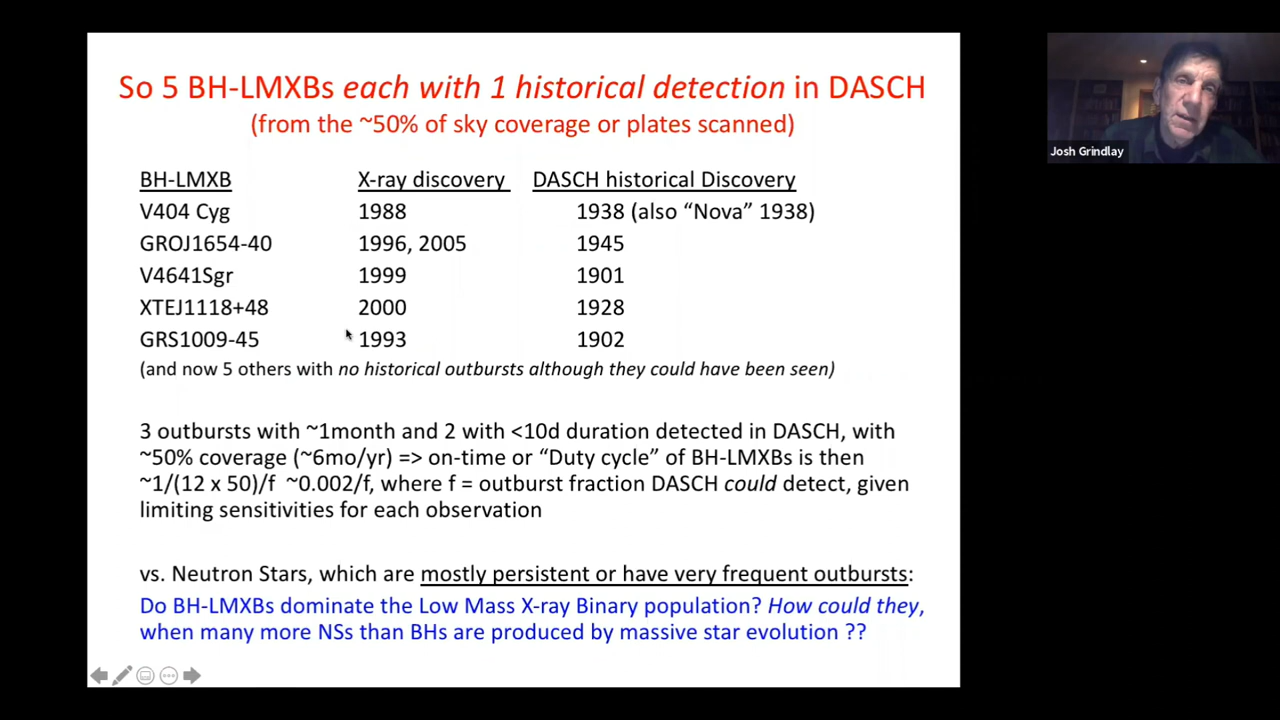 So 5 BH-LMXBs each with 1 historical detection in DASCH
(from the ~50% of sky coverage or plates scanned)
Josh Grindlay
BH-LMXB X-ray discovery DASCH historical Discovery
V404 Cyg 1988 1938 (also “Nova” 1938)
GROJ1654-40 1996, 2005 1945
V4641Sgr 1999 1901
XTEJ1118+48 2000 1928
GRS1009-45 1993 1902
(and now 5 others with no historical outbursts although they could have been seen)
3 outbursts with ~1month and 2 with <10d duration detected in DASCH, with
~50% coverage (~6mo/yr) => on-time or “Duty cycle” of BH-LMXBs is then
~1/(12 x 50)/f ~0.002/f, where f = outburst fraction DASCH could detect, given
limiting sensitivities for each observation
vs. Neutron Stars, which are mostly persistent or have very frequent outbursts:
Do BH-LMXBs dominate the Low Mass X-ray Binary population? How could they,
when many more NSs than BHs are produced by massive star evolution ??